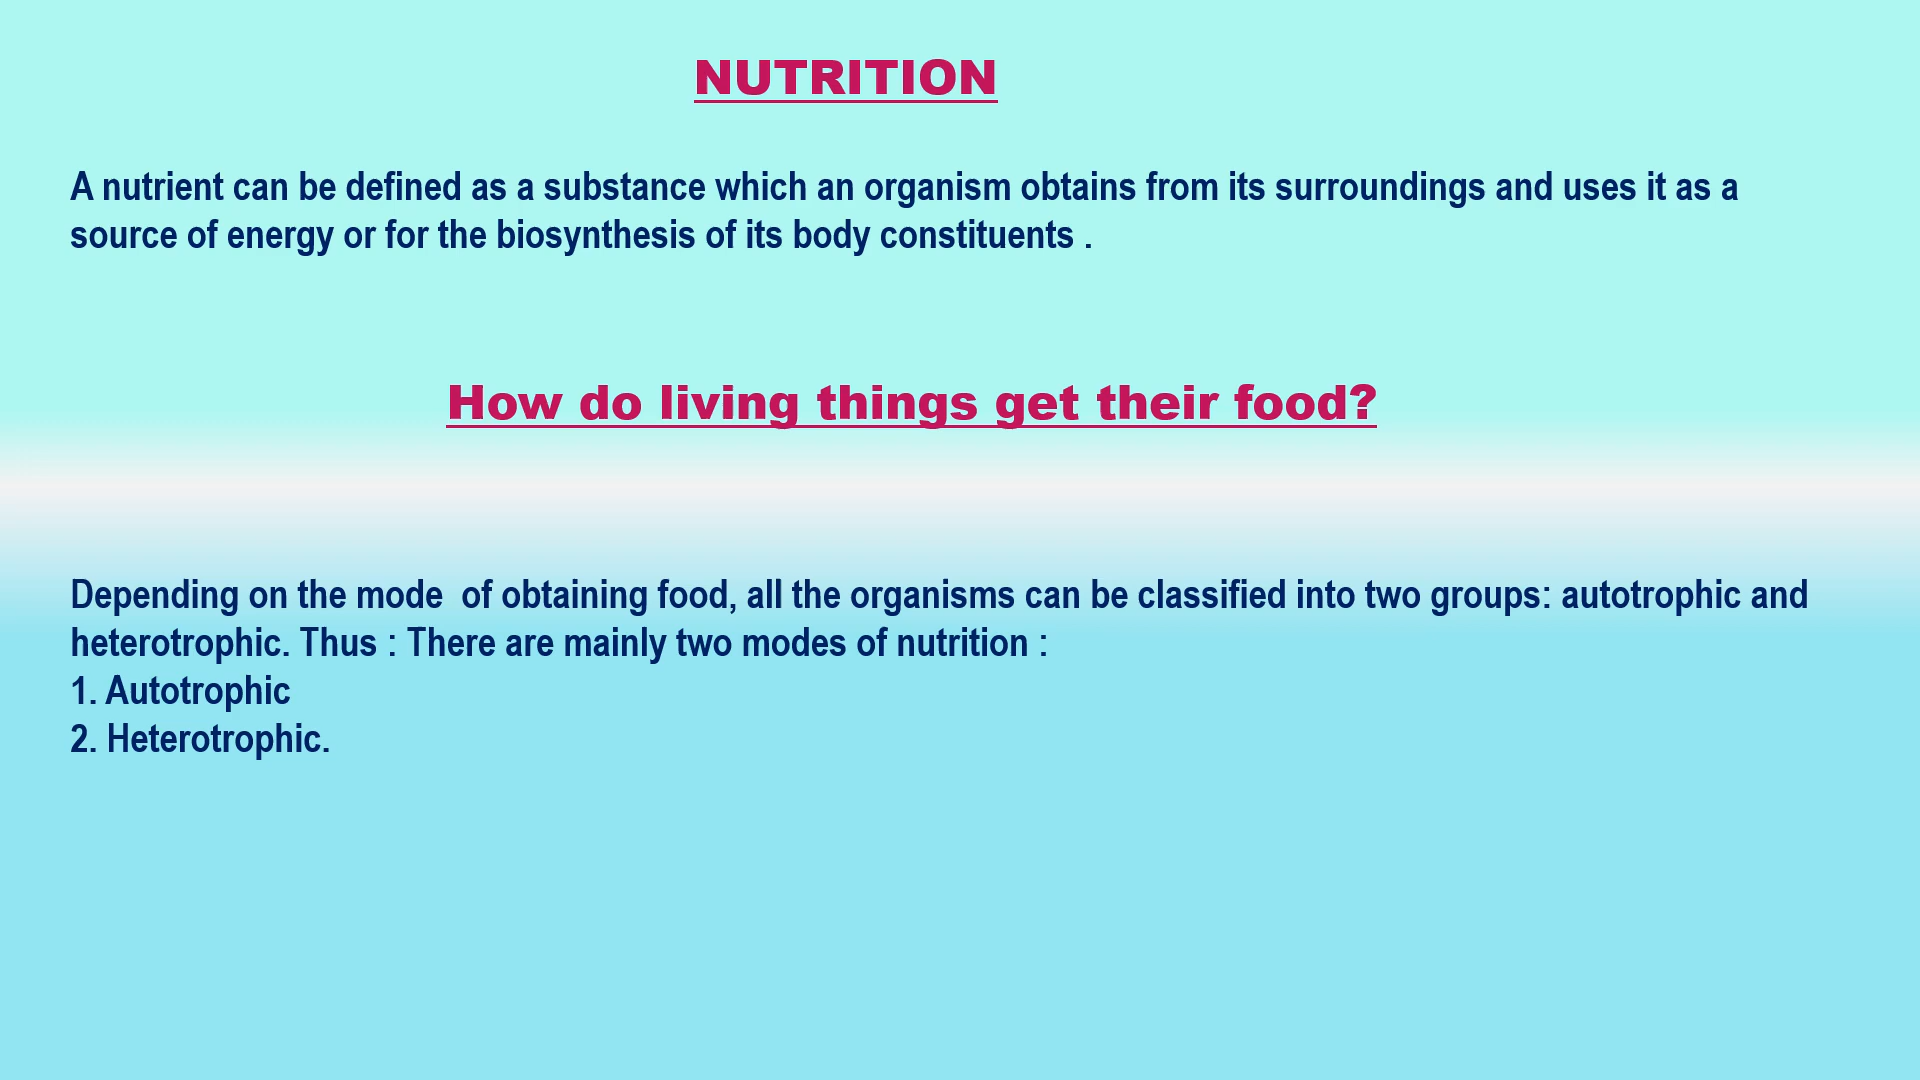 NUTRITION
A nutrient can be defined as a substance which an organism obtains from its surroundings and uses it as a
source of energy or for the biosynthesis of its body constituents .
How do living things get their food?
Depending on the mode  of obtaining food, all the organisms can be classified into two groups: autotrophic and
heterotrophic. Thus : There are mainly two modes of nutrition :
1. Autotrophic
2. Heterotrophic.